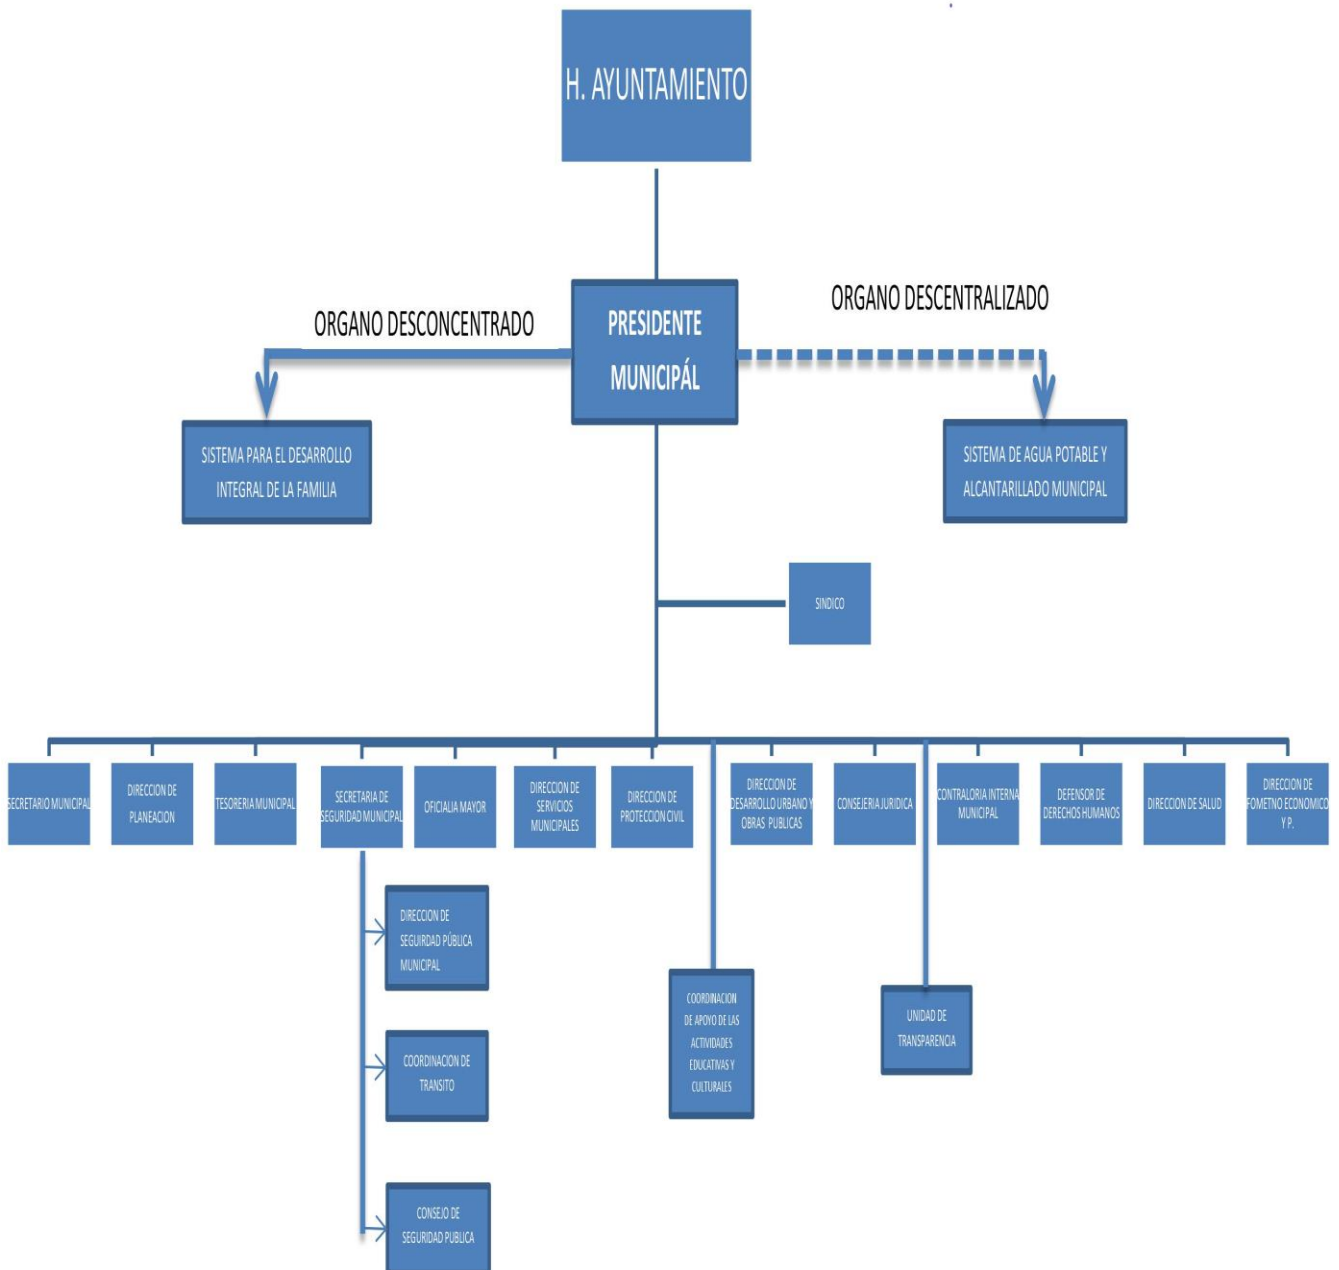 H. AYUNTAMIENTO
ORGANO DESCONCENTRADO
PRESIDENTE
MUNICIPÁL
ORGANO DESCENTRALIZADO
SISTEMA PARA EL DESARROLLO
INTEGRAL DE LA FAMILIA
SISTEMA DE AGUA POTABLE Y
ALCANTARILLADO MUNICIPAL
SINDICO
SECRETARIO MUNICIPAL
DIRECCION DE
PLANEACION
TESORERIA MUNICIPAL
SECRETARIA DE
SEGURIDAD MUNICIPAL
OFICIALIA MAYOR
DIRECCION DE
SERVICIOS
MUNICIPALES
DIRECCION DE
PROTECCION CIVIL
DIRECCION DE
DESARROLLO URBANO Y
OBRAS PUBLICAS
CONSEJERIA JURIDICA
CONTRALORIA INTERNA
MUNICIPAL
DEFENSOR DE
DERECHOS HUMANOS
DIRECCION DE SALUD
DIRECCION DE
FOMETNO ECONOMICO
Y P.
DIRECCION DE
SEGUIRDAD PÚBLICA
MUNICIPAL
COORDINACION DE
TRANSITO
CONSEJO DE
SEGURIDAD PUBLICA
COORDINACION
DE APOYO DE LAS
ACTIVIDADES
EDUCATIVAS Y
CULTURALES
UNIDAD DE
TRANSPARENCIA